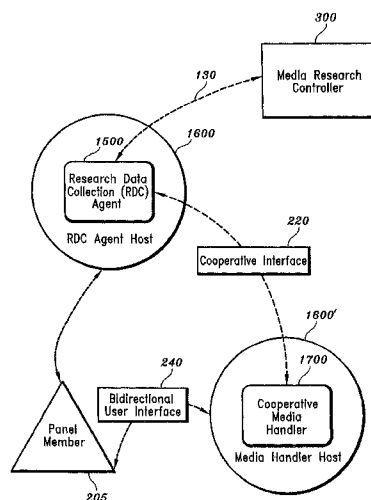 300
130
Media Research
Controller
1600
1500
Research Data
Collection (RDC)
Agent
RDC Agent Host
220
Cooperative Interface
1600'
240
1700
Bidirectional
User Interface
Cooperative
Media
Handler
Panel
Member
Media Handler Host
205